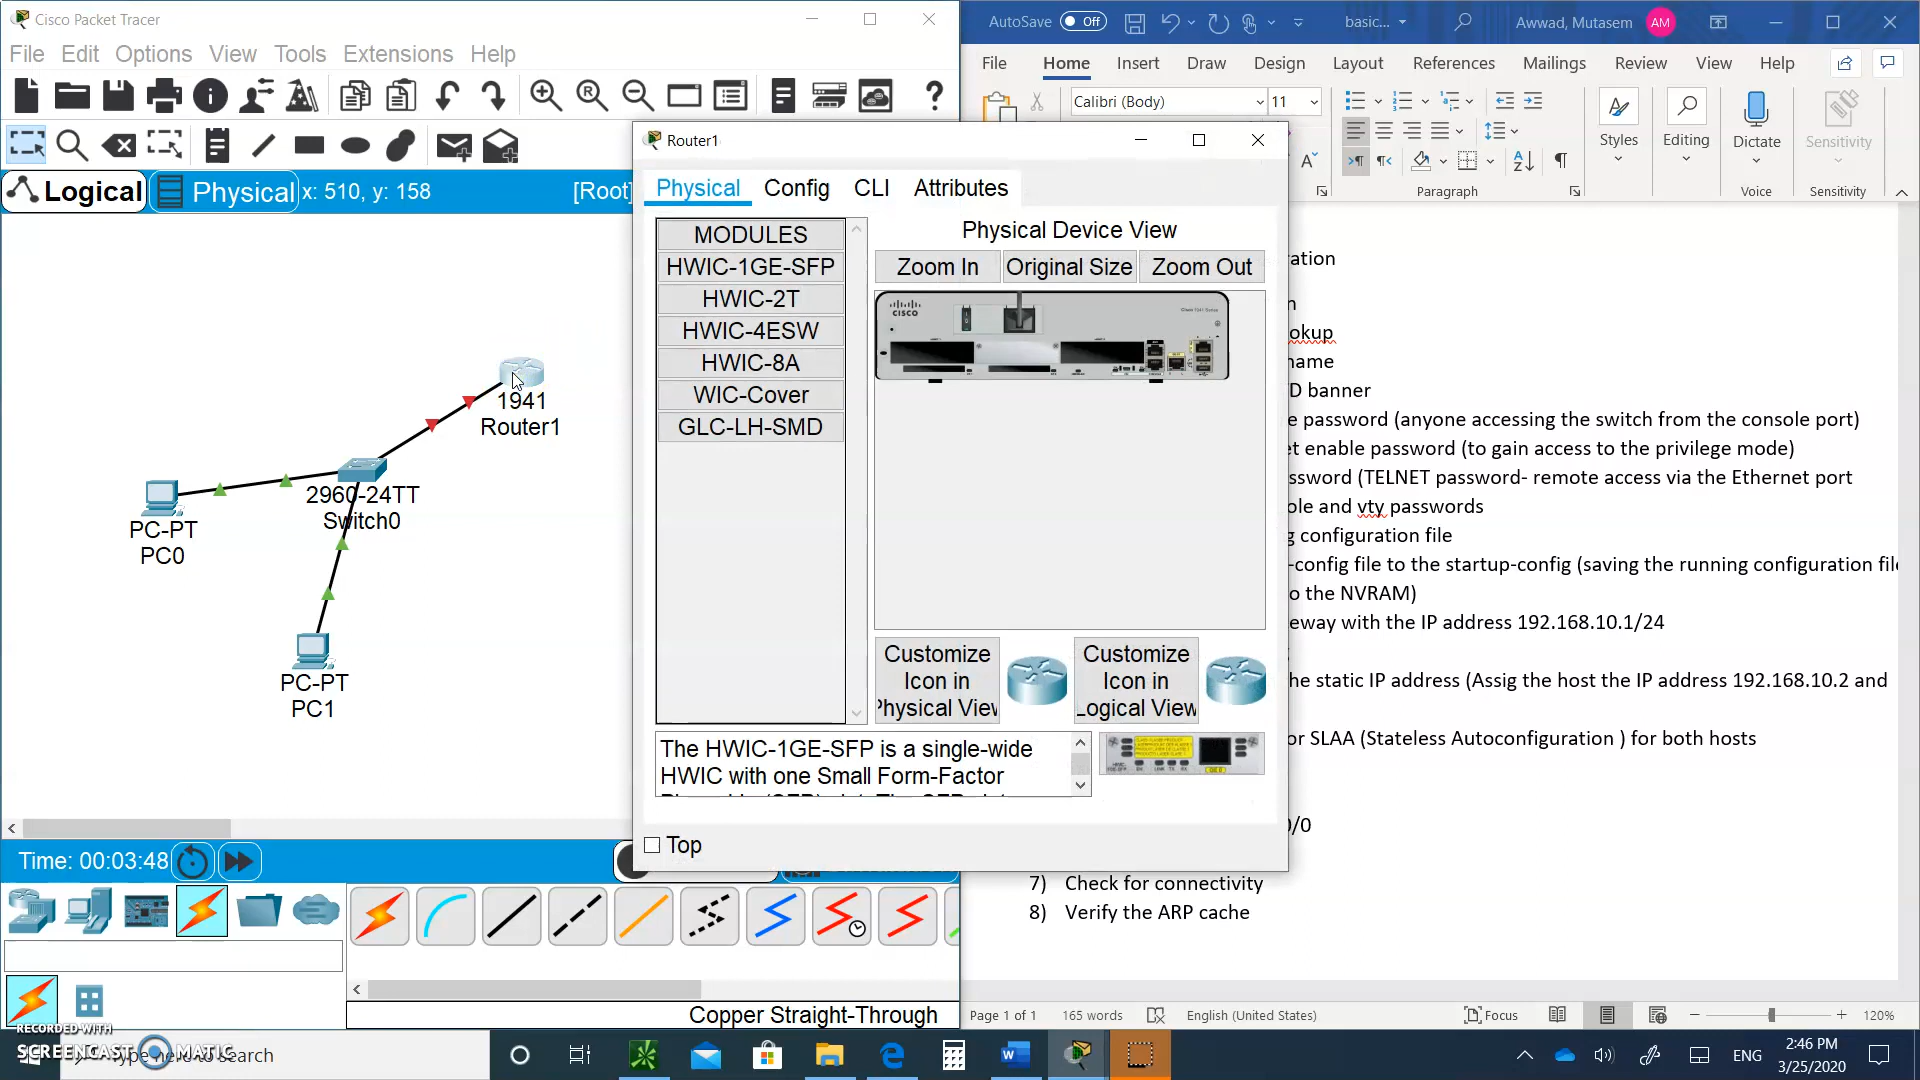 Cisco Packet Tracer
File Edit Options View Tools Extensions Help
Logical Physical x: 510, y: 158 [Root]
1941
Router1
2960-24TT
Switch0
PC-PT
PC0
PC-PT
PC1
Time: 00:03:48
Copper Straight-Through
Router1
Physical Config CLI Attributes
MODULES
HWIC-1GE-SFP
HWIC-2T
HWIC-4ESW
HWIC-8A
WIC-Cover
GLC-LH-SMD
Physical Device View
Zoom In Original Size Zoom Out
CISCO
Customize
Icon in
Physical View
Customize
Icon in
Logical View
The HWIC-1GE-SFP is a single-wide
HWIC with one Small Form-Factor
Top
AutoSave Off basic... Awwad, Mutasem AM
File Home Insert Draw Design Layout References Mailings Review View Help
Calibri (Body) 11
Styles Editing Dictate Sensitivity
Paragraph Voice Sensitivity
ation
n
okup
name
D banner
e password (anyone accessing the switch from the console port)
et enable password (to gain access to the privilege mode)
ssword (TELNET password- remote access via the Ethernet port
ole and vty passwords
g configuration file
-config file to the startup-config (saving the running configuration file
o the NVRAM)
eway with the IP address 192.168.10.1/24
he static IP address (Assig the host the IP address 192.168.10.2 and
or SLAA (Stateless Autoconfiguration ) for both hosts
0/0
7) Check for connectivity
8) Verify the ARP cache
Page 1 of 1 165 words English (United States) Focus 120%
RECORDED WITH
SCREENCAST MATIC
Type here to search
ENG
2:46 PM
3/25/2020